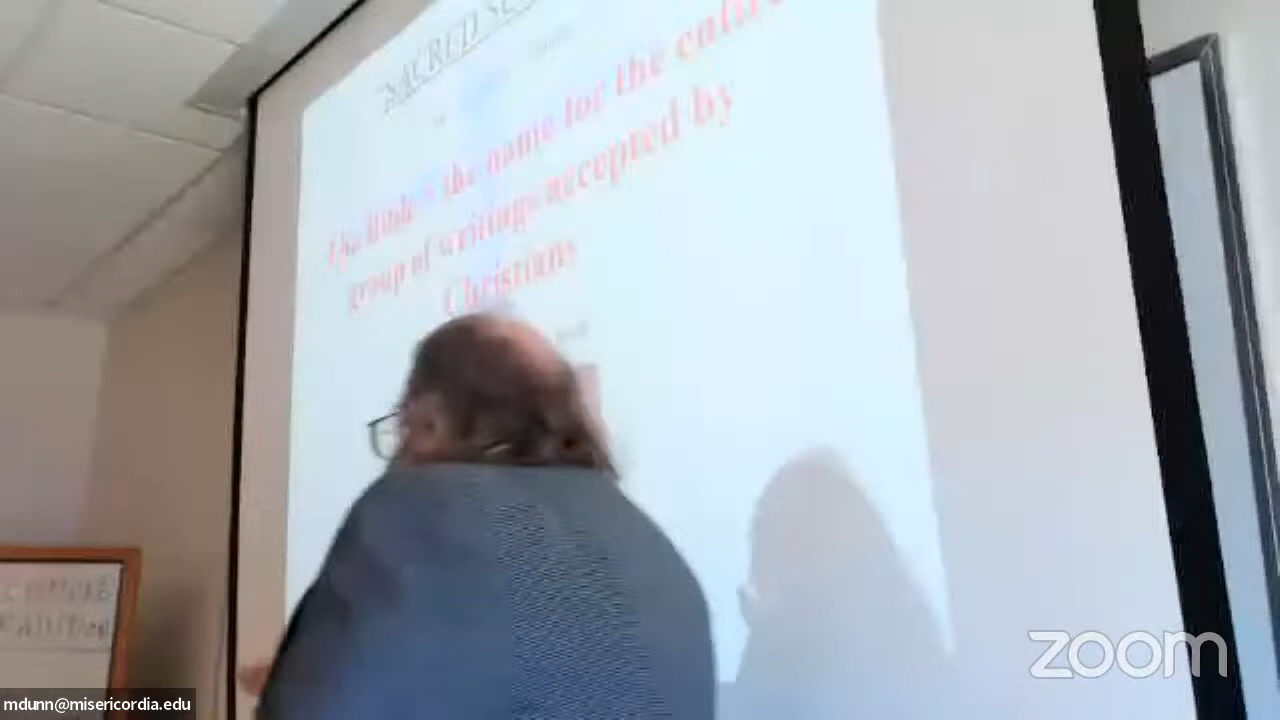 SACRED
The Bible - the name for the entire
group of writings accepted by
Christians
zoom
mdunn@misericordia.edu